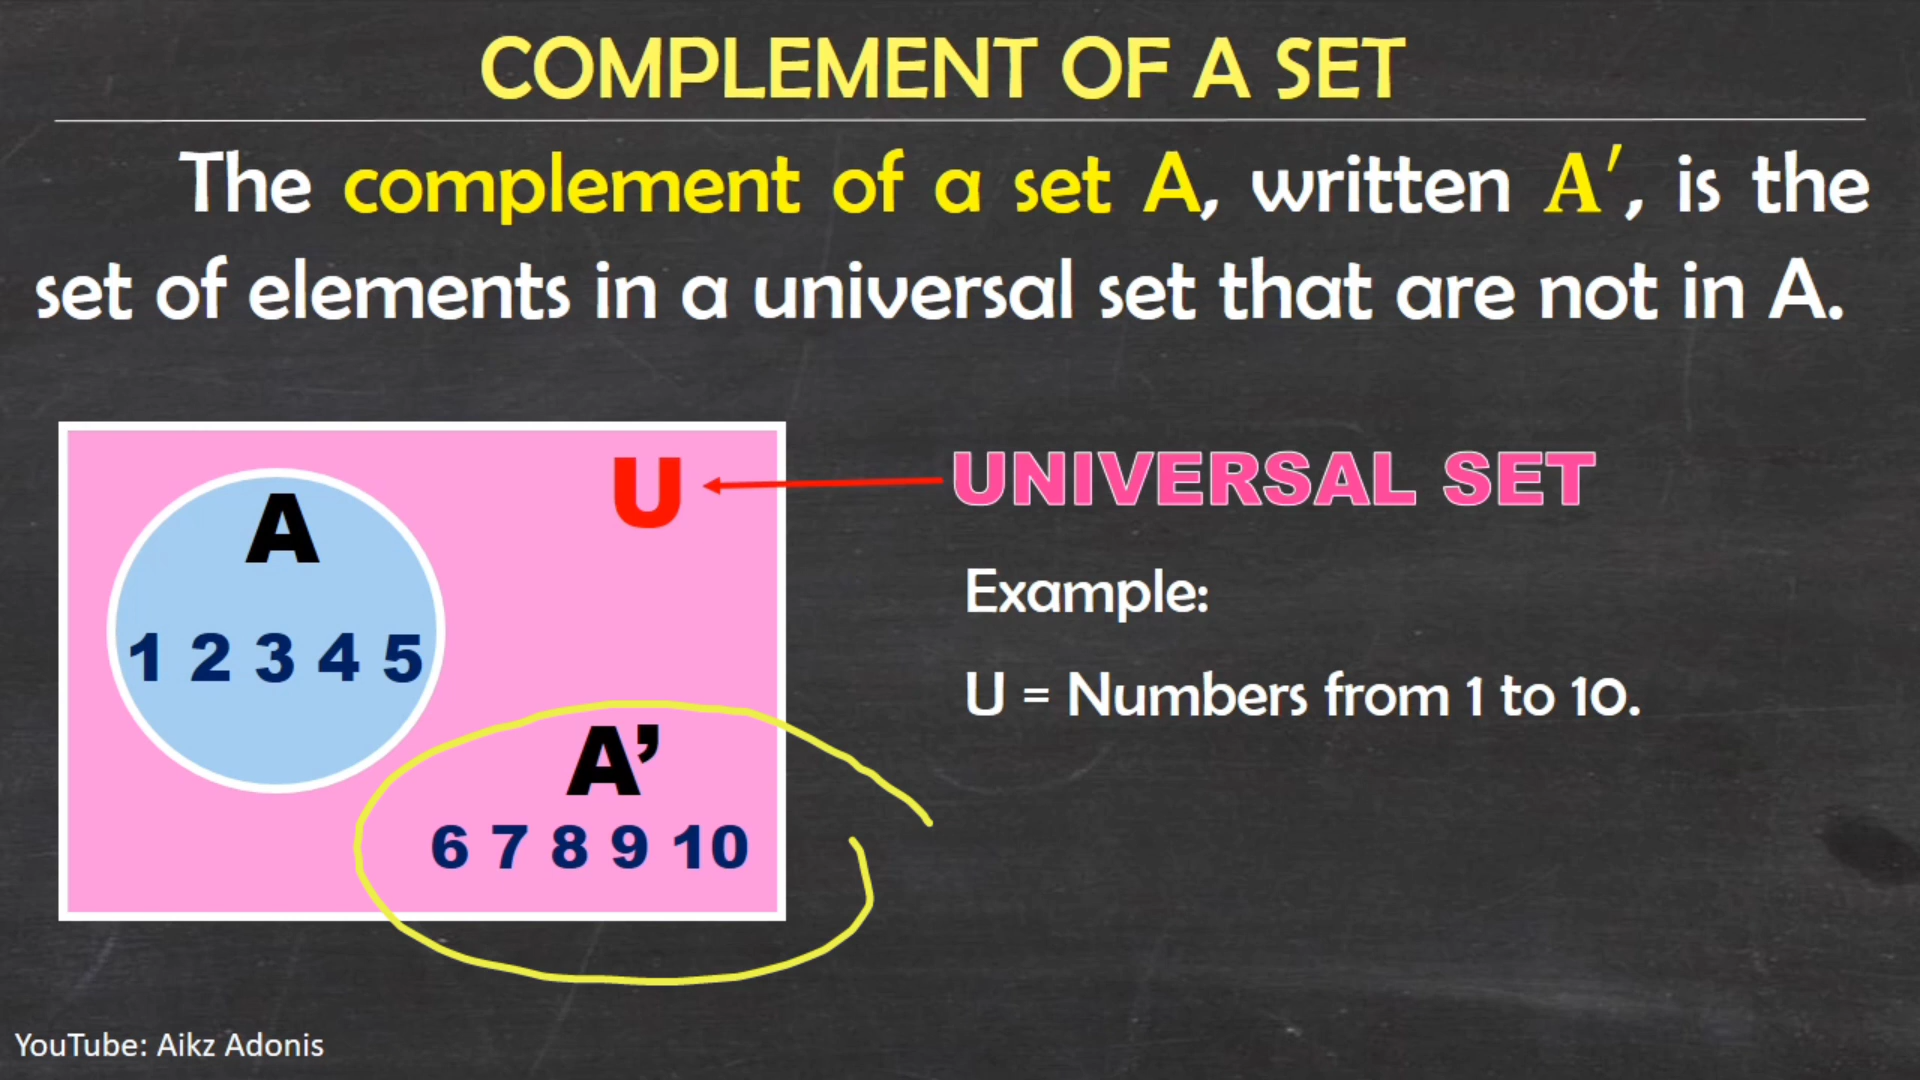 COMPLEMENT OF A SET
The complement of a set A, written A′, is the
set of elements in a universal set that are not in A.
A
U
UNIVERSAL SET
1 2 3 4 5
Example:
U = Numbers from 1 to 10.
A’
6 7 8 9 10
YouTube: Aikz Adonis